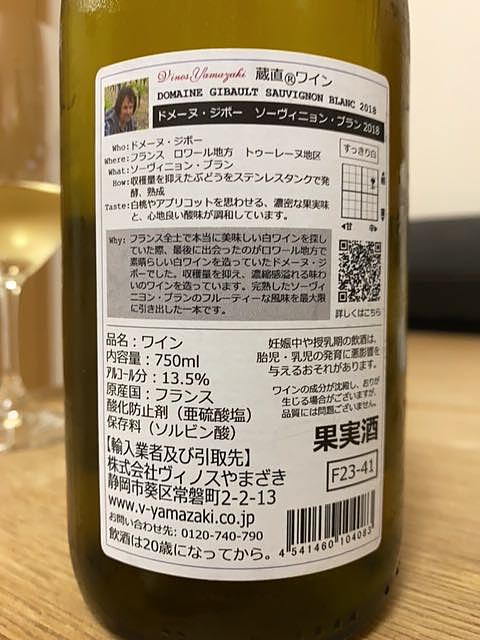 Vinos Yamazaki 蔵直®ワイン
DOMAINE GIBAULT SAUVIGNON BLANC 2018
ドメーヌ・ジボー ソーヴィニョン・ブラン2018
Who:ドメーヌ・ジボー
Where:フランス ロワール地方 トゥーレーヌ地区
What:ソーヴィニョン・ブラン
How:収穫量を抑えたぶどうをステンレスタンクで発
酵、熟成
Taste:白桃やアプリコットを思わせる、濃密な果実味
と、心地良い酸味が調和しています。
すっきり白
甘
Why:フランス全土で本当に美味しい白ワインを探し
ていた際、最後に出会ったのがロワール地方で
素晴らしい白ワインを造っていたドメーヌ・ジ
ボーでした。収穫量を抑え、濃縮感溢れる味わ
いのワインを造っています。完熟したソーヴィ
ニヨン・ブランのフルーティーな風味を最大限
に引き出した一本です。
詳しくはこちら
品名：ワイン
内容量：750ml
アルコール分：13.5%
原産国：フランス
酸化防止剤（亜硫酸塩）
保存料（ソルビン酸）
妊娠中や授乳期の飲酒は、
胎児・乳児の発育に悪影響を
与えるおそれがあります。
ワインの成分が沈殿し、おりが
生じる場合がございますが、
品質には問題ございません。
果実酒
F23-41
【輸入業者及び引取先】
株式会社ヴィノスやまざき
静岡市葵区常磐町2-2-13
www.v-yamazaki.co.jp
お問い合わせ先：0120-740-790
飲酒は20歳になってから。
4 541460 104083